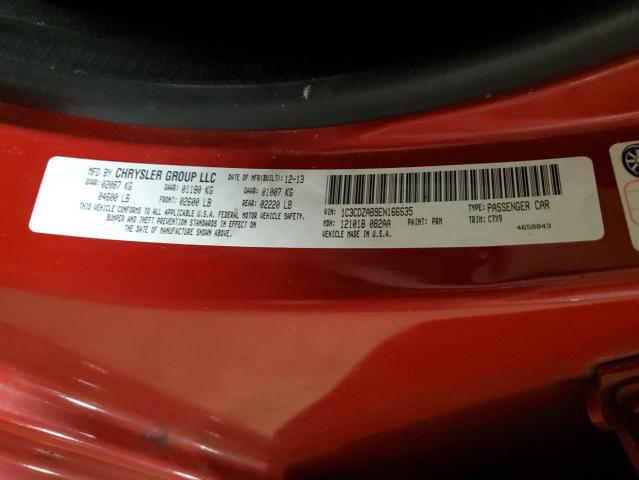 MFD BY CHRYSLER GROUP LLC DATE OF MFR(BUILT): 12-13
GVWR: 02087 KG GAWR: 01180 KG GAWR: 01007 KG
04600 LB FRONT: 02600 LB REAR: 02220 LB
THIS CONFORMS TO ALL APPLICABLE U.S.A. FEDERAL MOTOR VEHICLE SAFETY,
BUMPER AND THEFT PREVENTION STANDARDS IN EFFECT ON THE
DATE OF MANUFACTURE SHOWN ABOVE.
VIN: 1C3CDZAB9EN166635 TYPE: PASSENGER CAR
MDH: 121018 082AA PAINT: PRM TRIM: C7X9
VEHICLE MADE IN U.S.A. 4658843